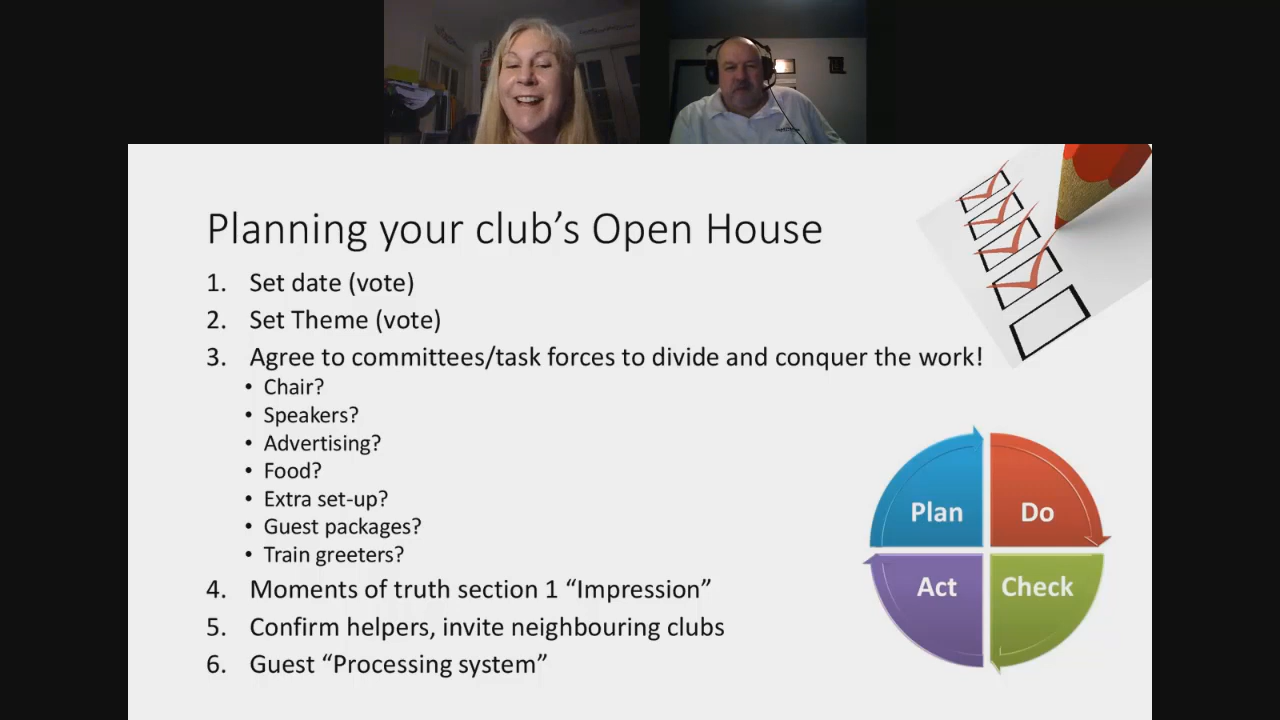 Planning your club’s Open House
1. Set date (vote)
2. Set Theme (vote)
3. Agree to committees/task forces to divide and conquer the work!
• Chair?
• Speakers?
• Advertising?
• Food?
• Extra set-up?
• Guest packages?
• Train greeters?
4. Moments of truth section 1 “Impression”
5. Confirm helpers, invite neighbouring clubs
6. Guest “Processing system”
Plan
Do
Act
Check